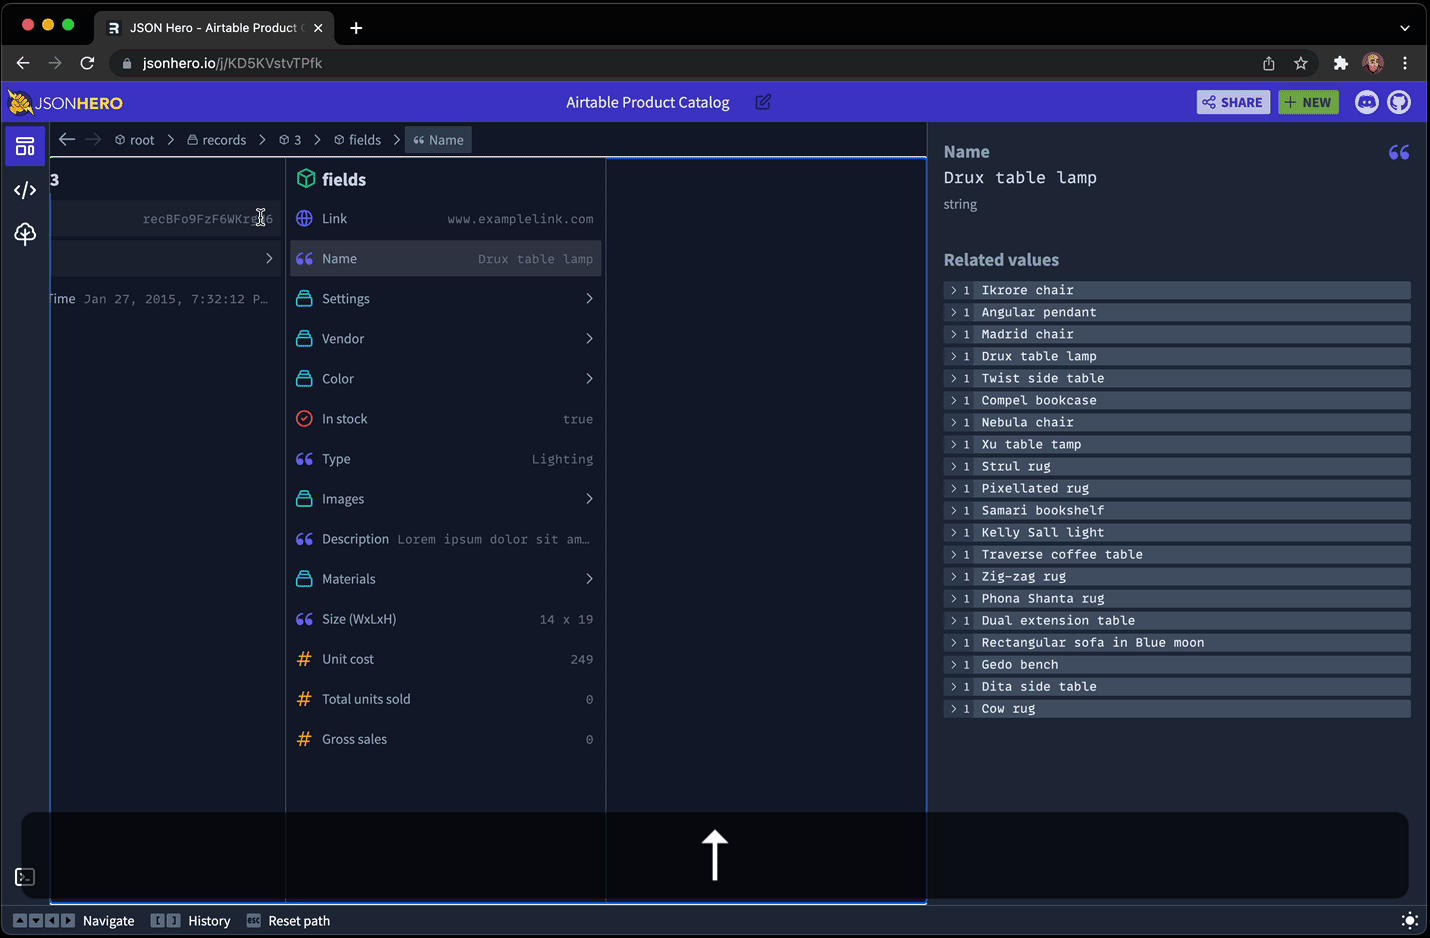 JSON Hero - Airtable Product
jsonhero.io/j/KD5KVstvTPfk
JSONHERO
Airtable Product Catalog
SHARE
NEW
root
records
3
fields
Name
3
fields
Link www.examplelink.com
Name Drux table lamp
Settings
Vendor
Color
In stock true
Type Lighting
Images
Description Lorem ipsum dolor sit am…
Materials
Size (WxLxH) 14 x 19
Unit cost 249
Total units sold 0
Gross sales 0
Jan 27, 2015, 7:32:12 P…
Name
Drux table lamp
string
Related values
1 Ikrore chair
1 Angular pendant
1 Madrid chair
1 Drux table lamp
1 Twist side table
1 Compel bookcase
1 Nebula chair
1 Xu table tamp
1 Strul rug
1 Pixellated rug
1 Samari bookshelf
1 Kelly Sall light
1 Traverse coffee table
1 Zig-zag rug
1 Phona Shanta rug
1 Dual extension table
1 Rectangular sofa in Blue moon
1 Gedo bench
1 Dita side table
1 Cow rug
Navigate
[ ] History
esc Reset path